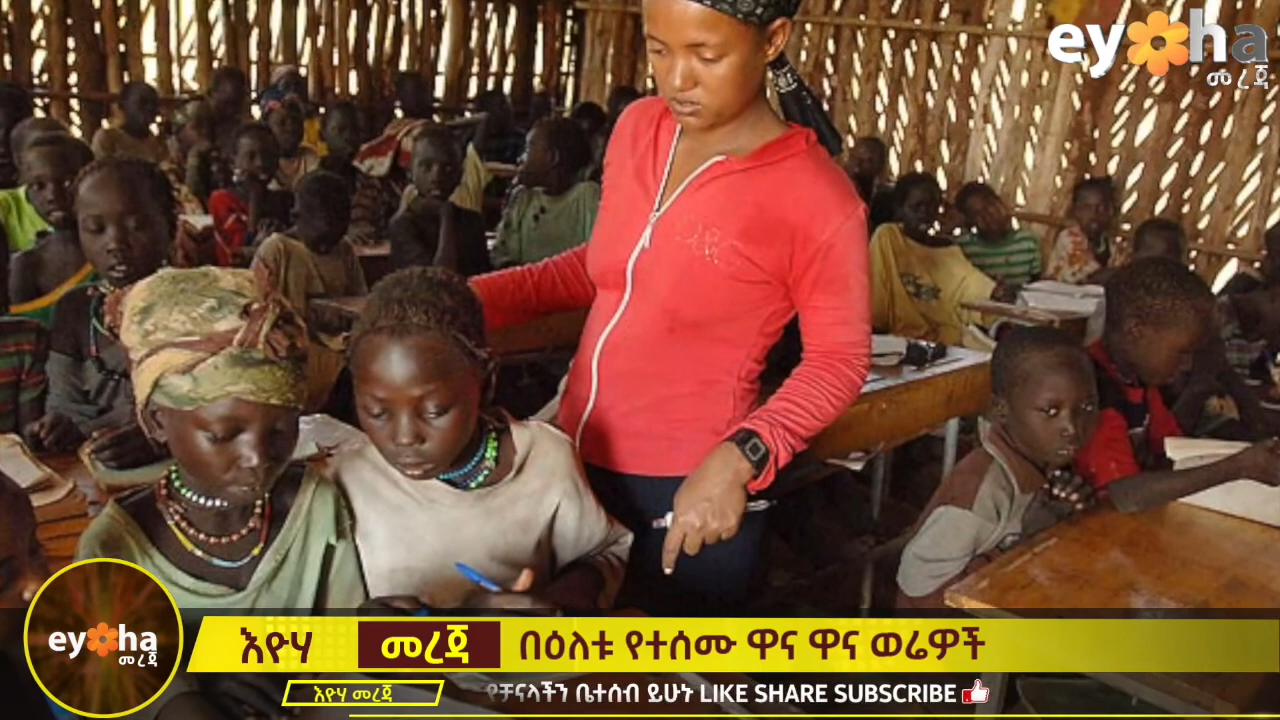 eyoha
መረጃ
eyoha
መረጃ
እዮሃ መረጃ በዕለቱ የተሰሙ ዋና ዋና ወሬዎች
እዮሃ መረጃ የቻናላችን ቤተሰብ ይሁኑ LIKE SHARE SUBSCRIBE